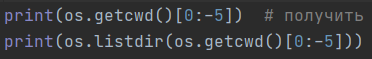 print(os.getcwd()[0:-5])  # получить
print(os.listdir(os.getcwd()[0:-5]))